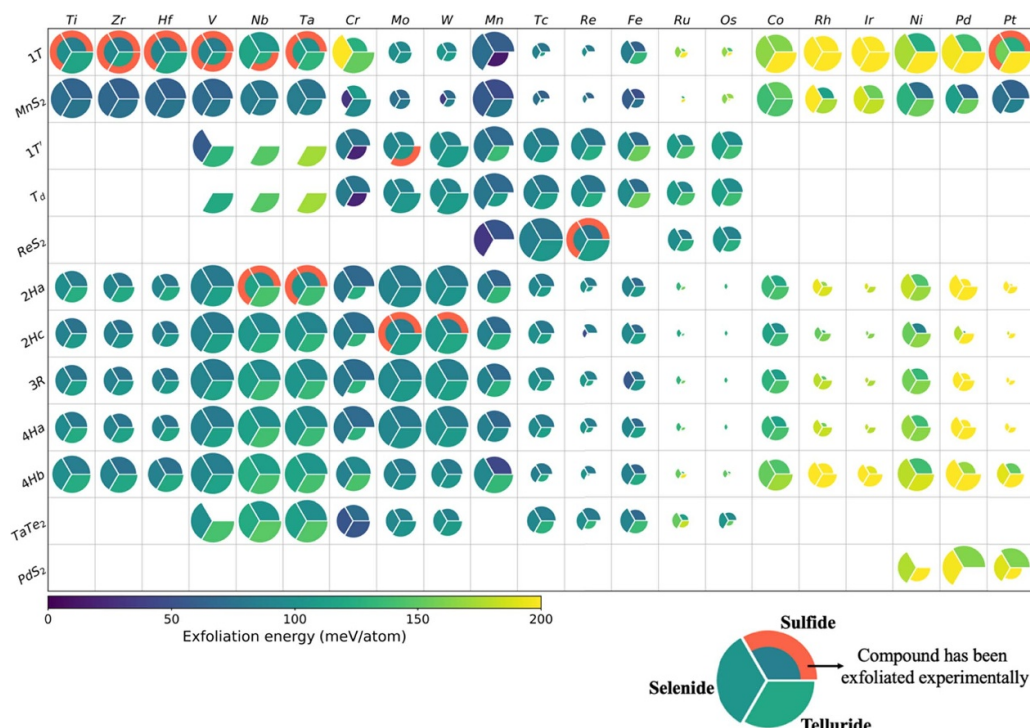 Ti Zr Hf V Nb Ta Cr Mo W Mn Tc Re Fe Ru Os Co Rh Ir Ni Pd Pt
1T
MnS₂
1T'
T_d
ReS₂
2Ha
2Hc
3R
4Ha
4Hb
TaTe₂
PdS₂
0 50 100 150 200
Exfoliation energy (meV/atom)
Sulfide
Compound has been
exfoliated experimentally
Selenide
Telluride